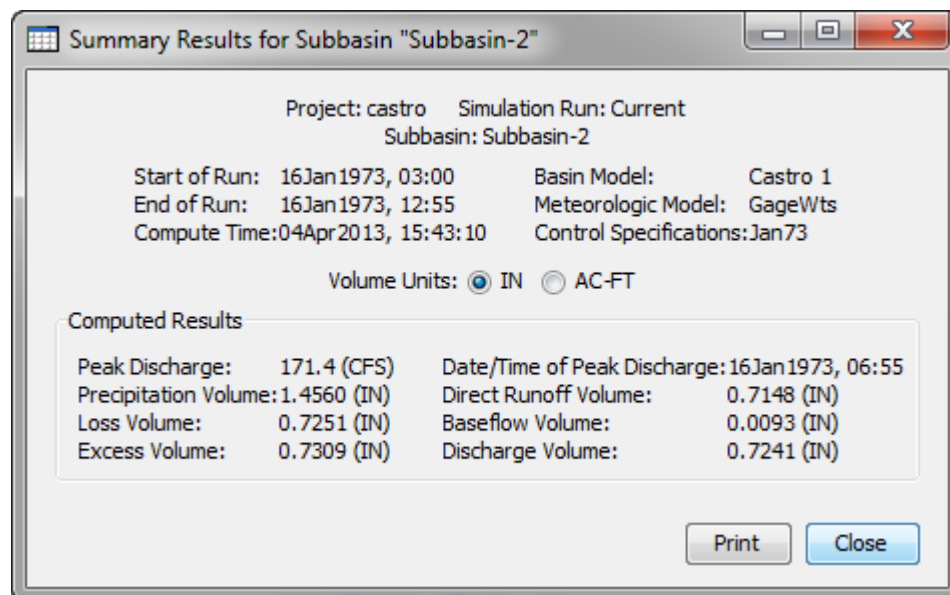 Summary Results for Subbasin "Subbasin-2"
Project: castro Simulation Run: Current
Subbasin: Subbasin-2
Start of Run: 16Jan1973, 03:00 Basin Model: Castro 1
End of Run: 16Jan1973, 12:55 Meteorologic Model: GageWts
Compute Time:04Apr2013, 15:43:10 Control Specifications:Jan73
Volume Units: IN AC-FT
Computed Results
Peak Discharge: 171.4 (CFS) Date/Time of Peak Discharge:16Jan1973, 06:55
Precipitation Volume:1.4560 (IN) Direct Runoff Volume: 0.7148 (IN)
Loss Volume: 0.7251 (IN) Baseflow Volume: 0.0093 (IN)
Excess Volume: 0.7309 (IN) Discharge Volume: 0.7241 (IN)
Print Close